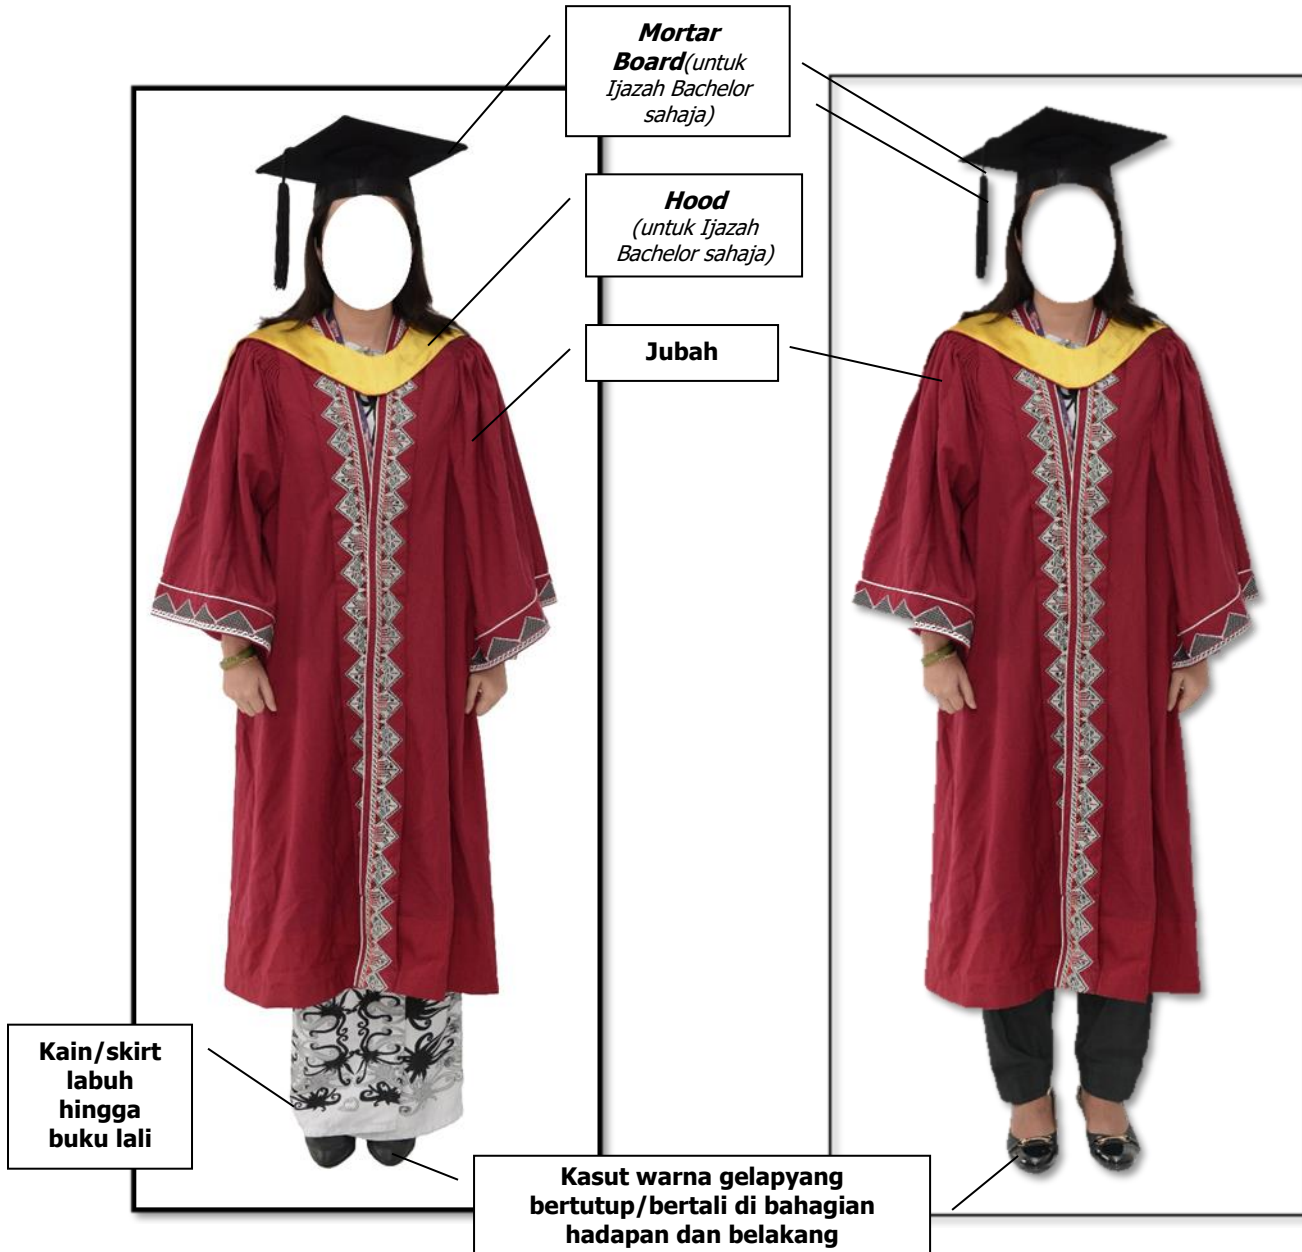 Mortar
Board(untuk
Ijazah Bachelor
sahaja)
Hood
(untuk Ijazah
Bachelor sahaja)
Jubah
Kain/skirt
labuh
hingga
buku lali
Kasut warna gelapyang
bertutup/bertali di bahagian
hadapan dan belakang